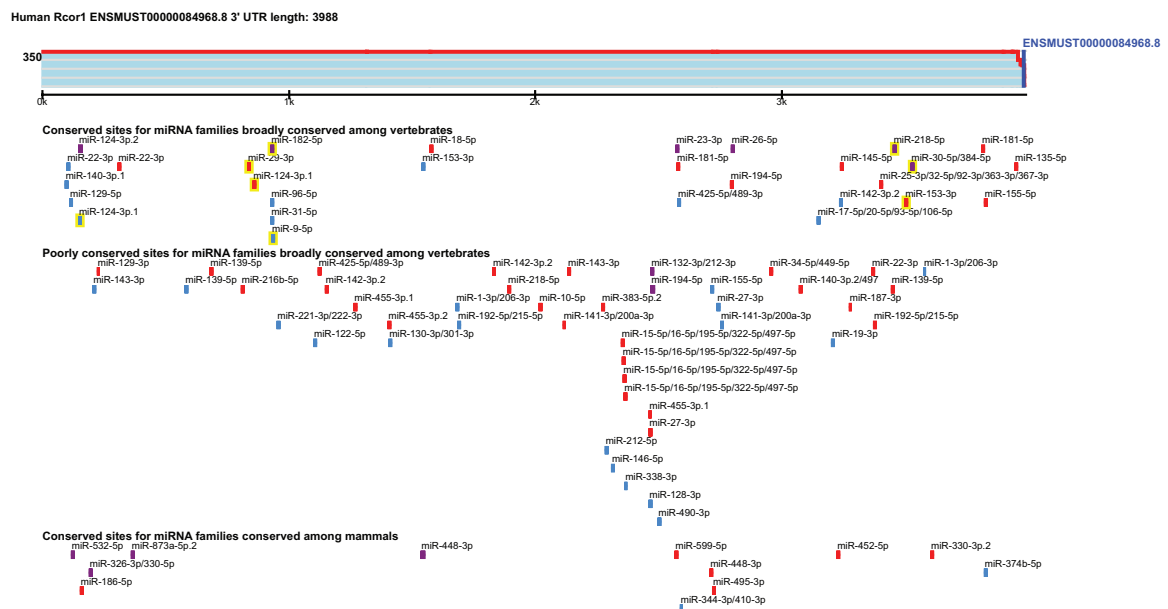 Human Rcor1 ENSMUST00000084968.8 3' UTR length: 3988
ENSMUST00000084968.8
350
0k 1k 2k 3k
Conserved sites for miRNA families broadly conserved among vertebrates
miR-124-3p.2 miR-182-5p miR-18-5p miR-23-3p miR-26-5p miR-218-5p miR-181-5p
miR-22-3p miR-22-3p miR-29-3p miR-153-3p miR-181-5p miR-145-5p miR-30-5p/384-5p miR-135-5p
miR-140-3p.1 miR-124-3p.1 miR-194-5p miR-25-3p/32-5p/92-3p/363-3p/367-3p
miR-129-5p miR-96-5p miR-425-5p/489-3p miR-142-3p.2 miR-153-3p miR-155-5p
miR-124-3p.1 miR-31-5p miR-17-5p/20-5p/93-5p/106-5p
miR-9-5p
Poorly conserved sites for miRNA families broadly conserved among vertebrates
miR-129-3p miR-139-5p miR-425-5p/489-3p miR-142-3p.2 miR-143-3p miR-132-3p/212-3p miR-34-5p/449-5p miR-22-3p miR-1-3p/206-3p
miR-143-3p miR-139-5p miR-216b-5p miR-142-3p.2 miR-218-5p miR-194-5p miR-155-5p miR-140-3p.2/497 miR-139-5p
miR-455-3p.1 miR-1-3p/206-3p miR-10-5p miR-383-5p.2 miR-27-3p miR-187-3p
miR-221-3p/222-3p miR-455-3p.2 miR-192-5p/215-5p miR-141-3p/200a-3p miR-141-3p/200a-3p miR-192-5p/215-5p
miR-122-5p miR-130-3p/301-3p miR-15-5p/16-5p/195-5p/322-5p/497-5p miR-19-3p
miR-15-5p/16-5p/195-5p/322-5p/497-5p
miR-15-5p/16-5p/195-5p/322-5p/497-5p
miR-15-5p/16-5p/195-5p/322-5p/497-5p
miR-455-3p.1
miR-27-3p
miR-212-5p
miR-146-5p
miR-338-3p
miR-128-3p
miR-490-3p
Conserved sites for miRNA families conserved among mammals
miR-532-5p miR-873a-5p.2 miR-448-3p miR-599-5p miR-452-5p miR-330-3p.2
miR-326-3p/330-5p miR-448-3p miR-374b-5p
miR-186-5p miR-495-3p
miR-344-3p/410-3p